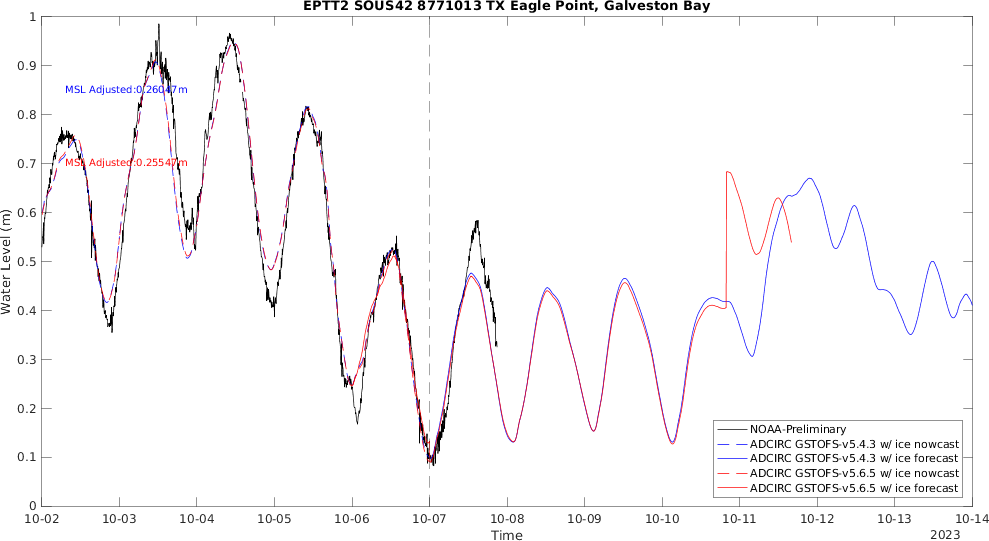 EPTT2 SOUS42 8771013 TX Eagle Point, Galveston Bay
1
0.9
0.8
0.7
0.6
0.5
0.4
0.3
0.2
0.1
0
Water Level (m)
MSL Adjusted:0.26047m
MSL Adjusted:0.25547m
NOAA-Preliminary
ADCIRC GSTOFS-v5.4.3 w/ ice nowcast
ADCIRC GSTOFS-v5.4.3 w/ ice forecast
ADCIRC GSTOFS-v5.6.5 w/ ice nowcast
ADCIRC GSTOFS-v5.6.5 w/ ice forecast
10-02 10-03 10-04 10-05 10-06 10-07 10-08 10-09 10-10 10-11 10-12 10-13 10-14
Time
2023